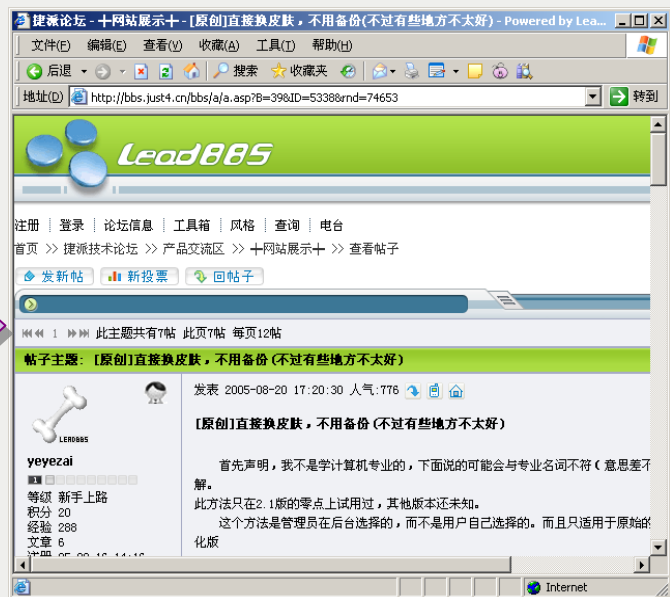 捷派论坛 - ╋网站展示╋ - [原创]直接换皮肤，不用备份(不过有些地方不太好) - Powered by Lea...
文件(F) 编辑(E) 查看(V) 收藏(A) 工具(T) 帮助(H)
后退 搜索 收藏夹
地址(D) http://bbs.just4.cn/bbs/a/a.asp?B=39&ID=5338&rnd=74653 转到
LeadBBS
注册 登录 论坛信息 工具箱 风格 查询 电台
首页 >> 捷派技术论坛 >> 产品交流区 >> ╋网站展示╋ >> 查看帖子
发新帖 新投票 回帖子
1 此主题共有7帖 此页7帖 每页12帖
帖子主题: [原创]直接换皮肤，不用备份(不过有些地方不太好)
LEADBBS
yeyezai
1
等级 新手上路
积分 20
经验 288
文章 6
注册 05-08-16 14:16
发表 2005-08-20 17:20:30 人气:776
[原创]直接换皮肤，不用备份(不过有些地方不太好)
首先声明，我不是学计算机专业的，下面说的可能会与专业名词不符(意思差不
解。
此方法只在2.1版的零点上试用过，其他版本还未知。
这个方法是管理员在后台选择的，而不是用户自己选择的。而且只适用于原始的
化版
Internet